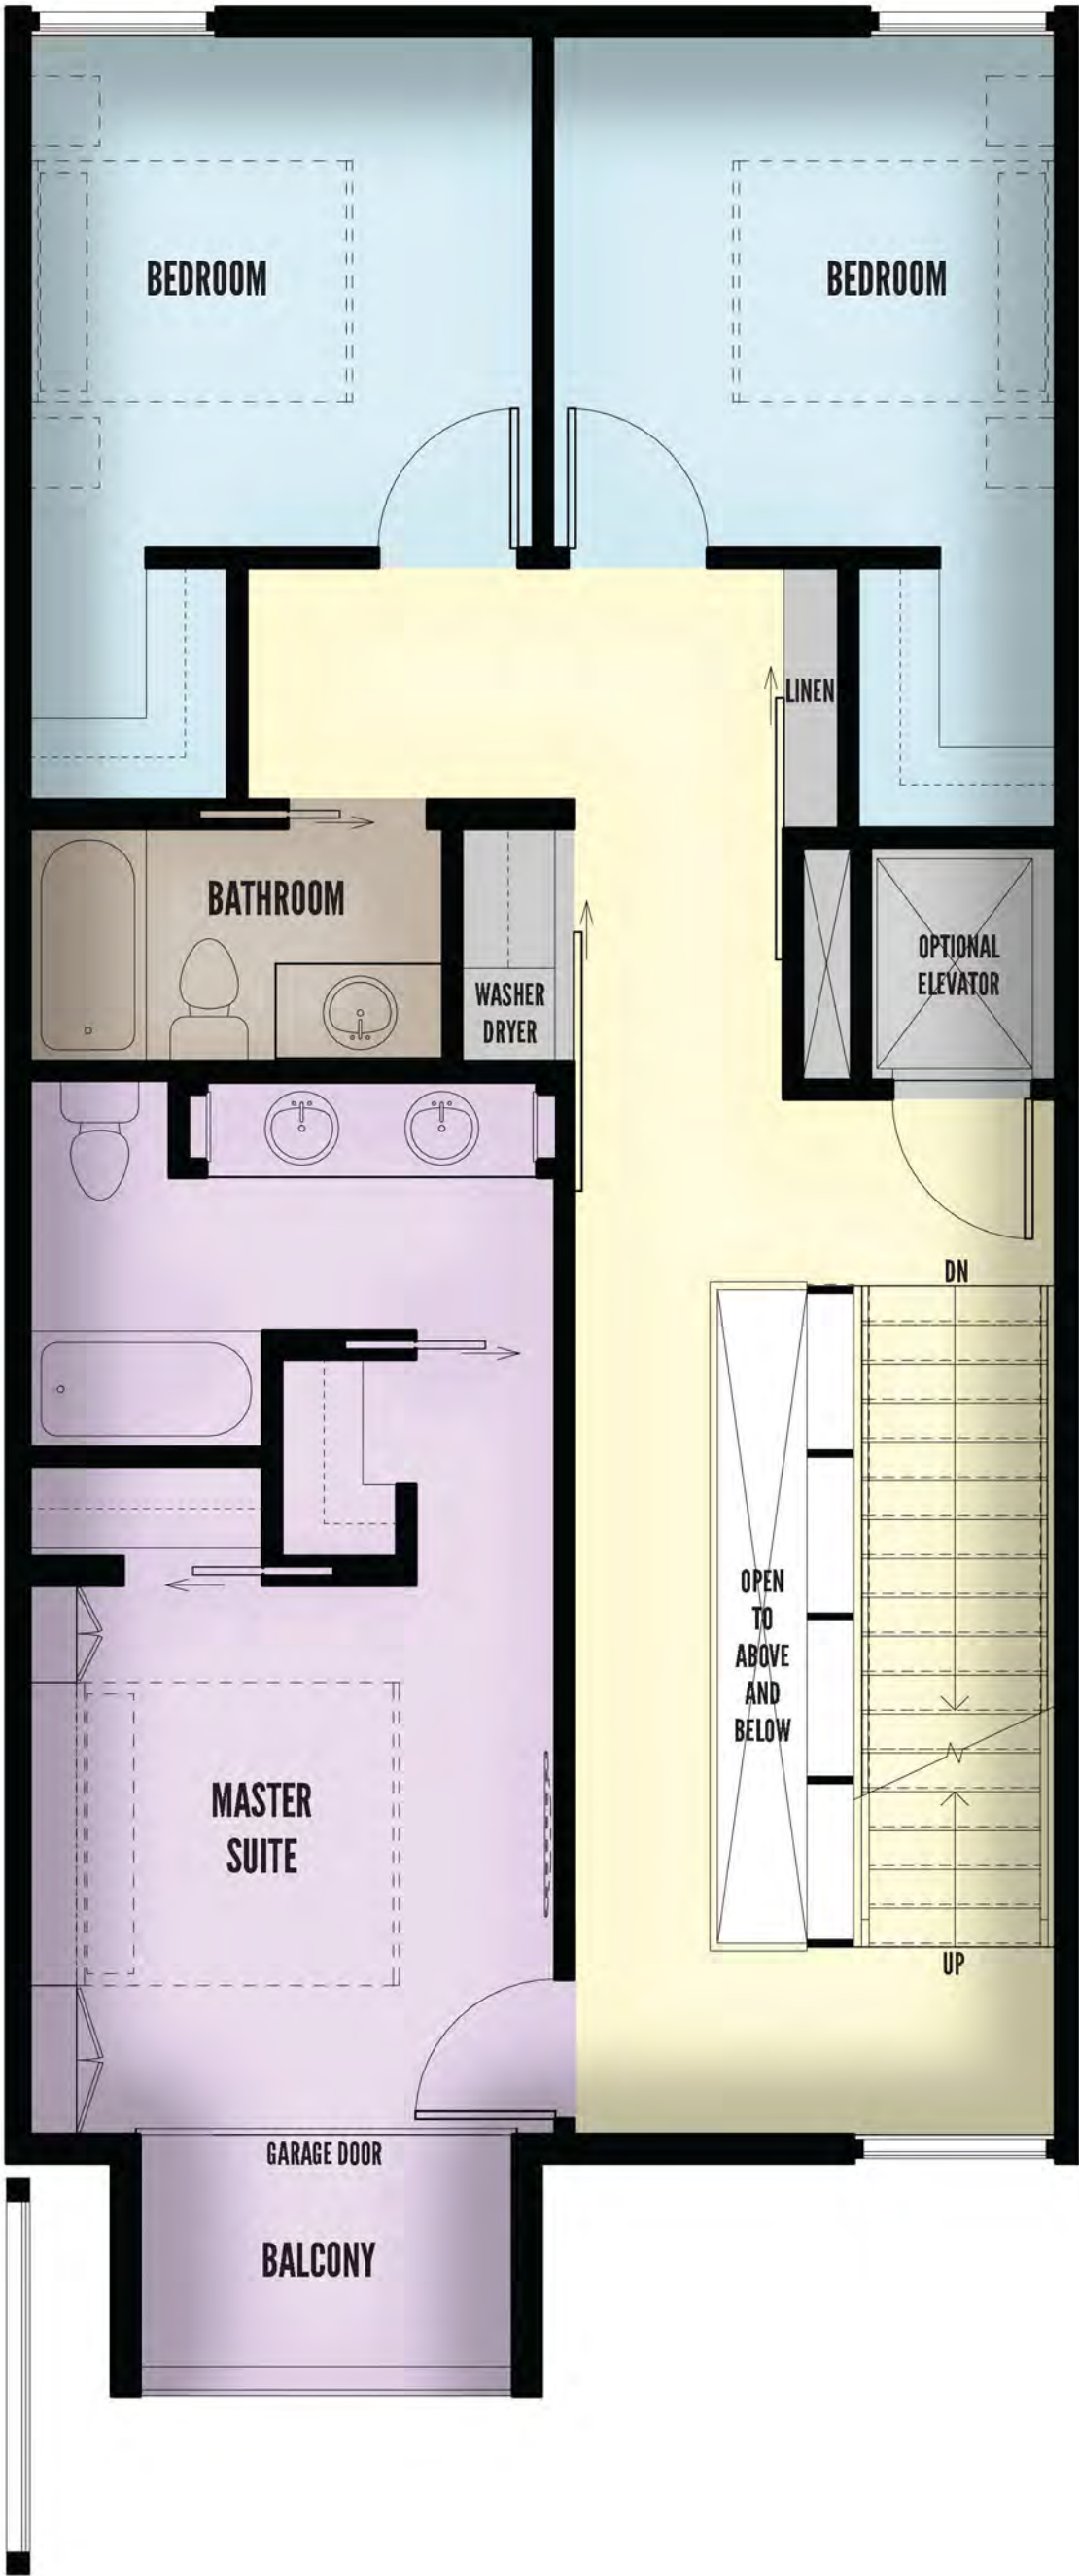 BEDROOM
BEDROOM
LINEN
BATHROOM
OPTIONAL
ELEVATOR
WASHER
DRYER
DN
OPEN
TO
ABOVE
AND
BELOW
MASTER
SUITE
UP
GARAGE DOOR
BALCONY